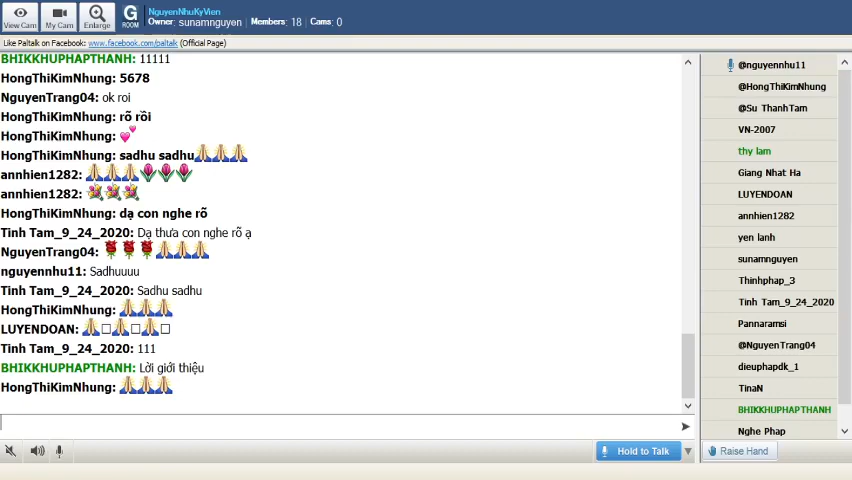 View Cam
My Cam
Enlarge
G
ROOM
NguyenNhuKyVien
Owner: sunamnguyen Members: 18 Cams: 0
Like Paltalk on Facebook: www.facebook.com/paltalk (Official Page)
BHIKKHUPHAPTHANH: 11111
HongThiKimNhung: 5678
NguyenTrang04: ok roi
HongThiKimNhung: rõ rồi
HongThiKimNhung: 💕
HongThiKimNhung: sadhu sadhu🙏🙏🙏
annhien1282: 🙏🙏🙏🌷🌷🌷
annhien1282: 💐💐💐
HongThiKimNhung: dạ con nghe rõ
Tinh Tam_9_24_2020: Dạ thưa con nghe rõ ạ
NguyenTrang04: 🌹🌹🌹🙏🙏🙏
nguyennhu11: Sadhuuuu
Tinh Tam_9_24_2020: Sadhu sadhu
HongThiKimNhung: 🙏🙏🙏
LUYENDOAN: 🙏□🙏□🙏□
Tinh Tam_9_24_2020: 111
BHIKKHUPHAPTHANH: Lời giới thiệu
HongThiKimNhung: 🙏🙏🙏
Hold to Talk
@nguyennhu11
@HongThiKimNhung
@Su ThanhTam
VN-2007
thy lam
Giang Nhat Ha
LUYENDOAN
annhien1282
yen lanh
sunamnguyen
Thinhphap_3
Tinh Tam_9_24_2020
Pannaramsi
@NguyenTrang04
dieuphapdk_1
TinaN
BHIKKHUPHAPTHANH
Nghe Phap
Raise Hand